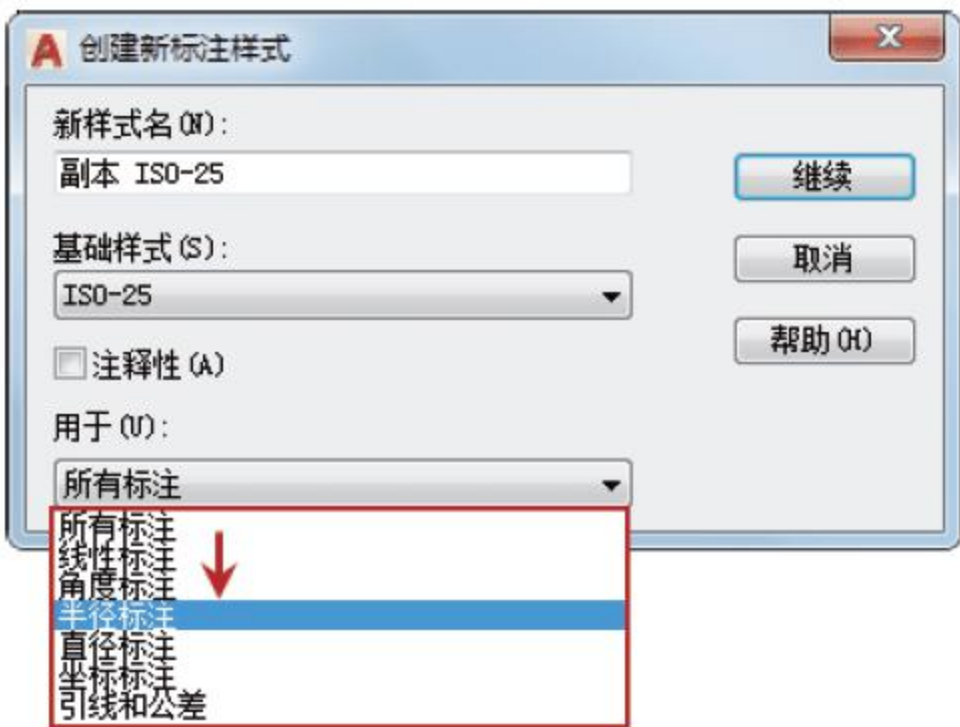 创建新标注样式
新样式名(N):
副本 ISO-25
继续
基础样式(S):
取消
ISO-25
帮助(H)
注释性(A)
用于(U):
所有标注
所有标注
线性标注
角度标注
半径标注
直径标注
坐标标注
引线和公差